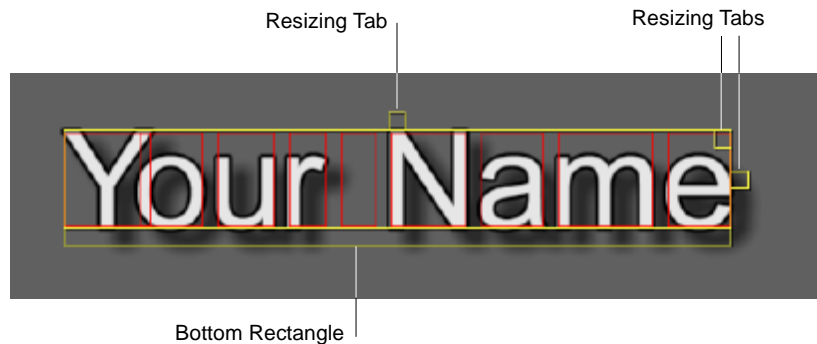 Resizing Tab
Resizing Tabs
Your Name
Bottom Rectangle